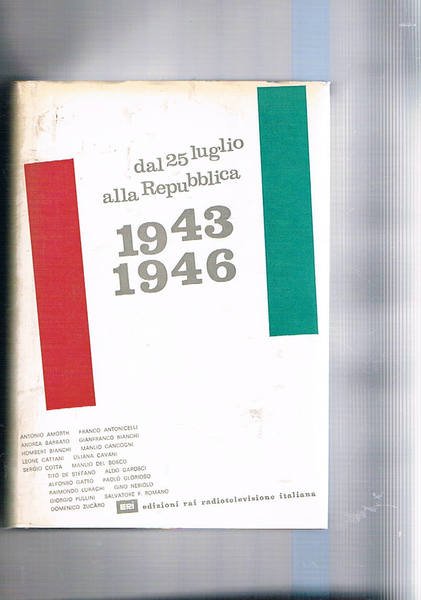 dal 25 luglio
alla Repubblica
1943
1946
ANTONIO AMORTH FRANCO ANTONICELLI
ANDREA BARBATO GIANFRANCO BIANCHI
HOMBERT BIANCHI MANLIO CANCOGNI
LEONE CATTANI LILIANA CAVANI
SERGIO COTTA MANLIO DEL BOSCO
TITO DE STEFANO ALDO GAROSCI
ALFONSO GATTO PAOLO GLORIOSO
RAIMONDO LURAGHI GINO NEBIOLO
GIORGIO PULLINI SALVATORE F. ROMANO
DOMENICO ZUCÀRO
ERI edizioni rai radiotelevisione italiana